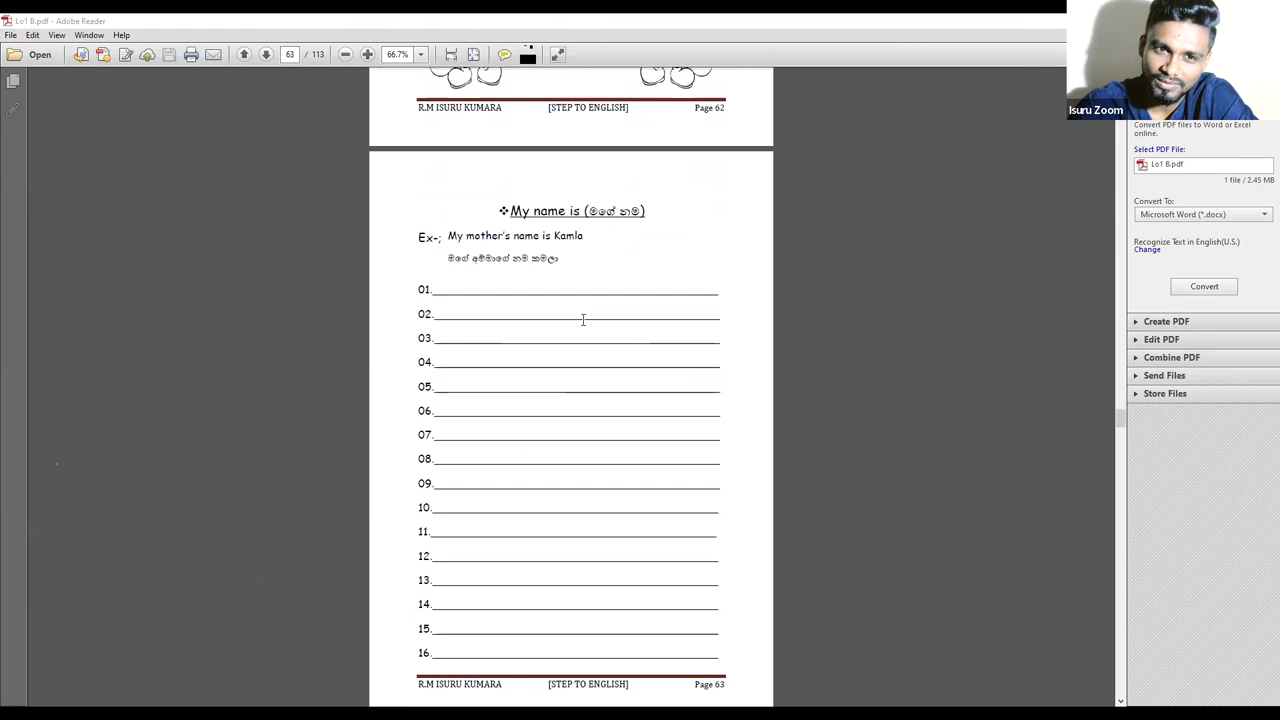 Lo1 B.pdf - Adobe Reader
File Edit View Window Help
Open 63 / 113 66.7%
Isuru Zoom
R.M ISURU KUMARA [STEP TO ENGLISH] Page 62
❖My name is (මගේ නම)
Ex-; My mother's name is Kamla
මගේ අම්මාගේ නම කමලා
01.
02.
03.
04.
05.
06.
07.
08.
09.
10.
11.
12.
13.
14.
15.
16.
R.M ISURU KUMARA [STEP TO ENGLISH] Page 63
Convert PDF files to Word or Excel
online.
Select PDF File:
Lo1 B.pdf
1 file / 2.45 MB
Convert To:
Microsoft Word (*.docx)
Recognize Text in English(U.S.)
Change
Convert
Create PDF
Edit PDF
Combine PDF
Send Files
Store Files